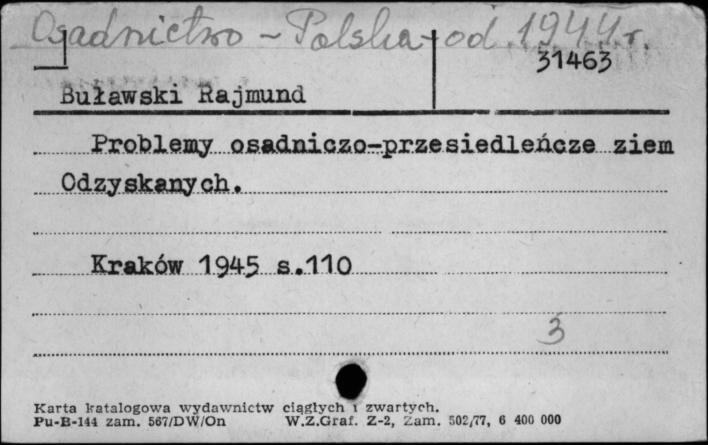 Osadnictwo - Polska - od 1944 r.
31463
Buławski Rajmund
Problemy osadniczo-przesiedleńcze ziem
Odzyskanych.
Kraków 1945 s.110
3
Karta katalogowa wydawnictw ciągłych i zwartych.
Pu-B-144 zam. 567/DW/On W.Z.Graf. Z-2, Zam. 502/77, 6 400 000